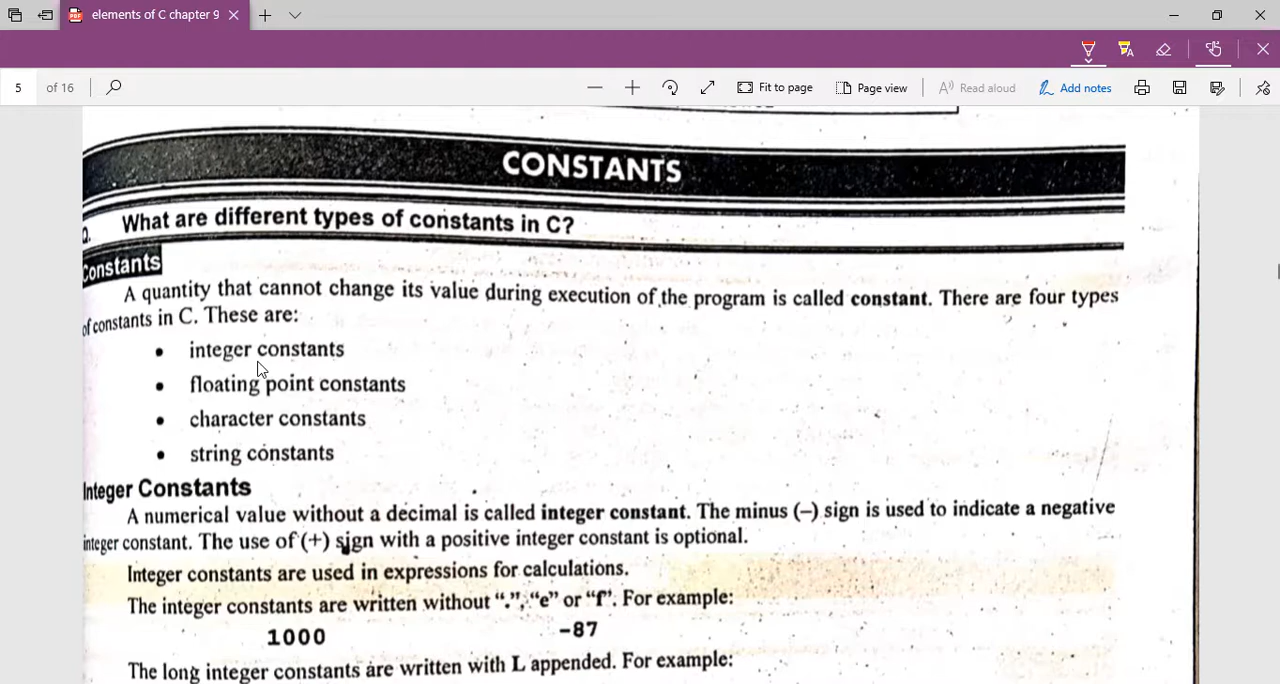 elements of C chapter 9
5 of 16
Fit to page
Page view
Read aloud
Add notes
CONSTANTS
Q. What are different types of constants in C?
Constants
A quantity that cannot change its value during execution of the program is called constant. There are four types
of constants in C. These are:
• integer constants
• floating point constants
• character constants
• string constants
Integer Constants
A numerical value without a decimal is called integer constant. The minus (–) sign is used to indicate a negative
integer constant. The use of (+) sign with a positive integer constant is optional.
Integer constants are used in expressions for calculations.
The integer constants are written without “.”, “e” or “f”. For example:
1000 -87
The long integer constants are written with L appended. For example: